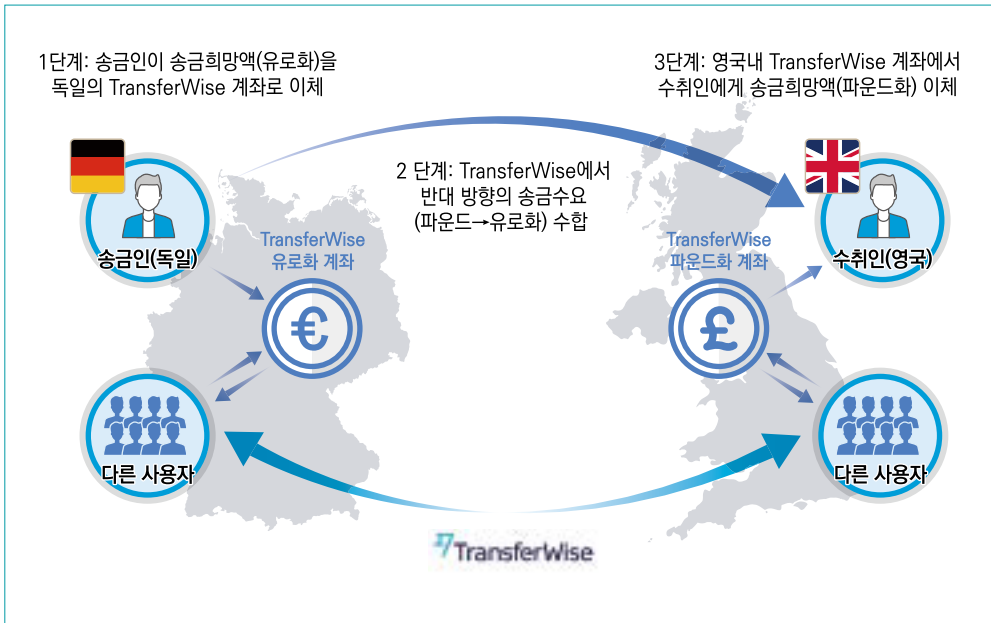 1단계: 송금인이 송금희망액(유로화)을
독일의 TransferWise 계좌로 이체
3단계: 영국내 TransferWise 계좌에서
수취인에게 송금희망액(파운드화) 이체
2 단계: TransferWise에서
반대 방향의 송금수요
(파운드→유로화) 수합
송금인(독일)
TransferWise
유로화 계좌
€
TransferWise
파운드화 계좌
£
수취인(영국)
다른 사용자
다른 사용자
TransferWise